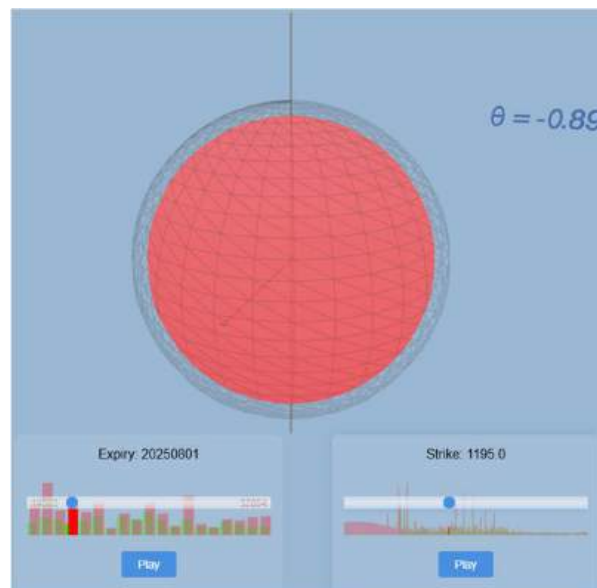 θ = -0.89
Expiry: 20250801
Strike: 1195.0
Play
Play